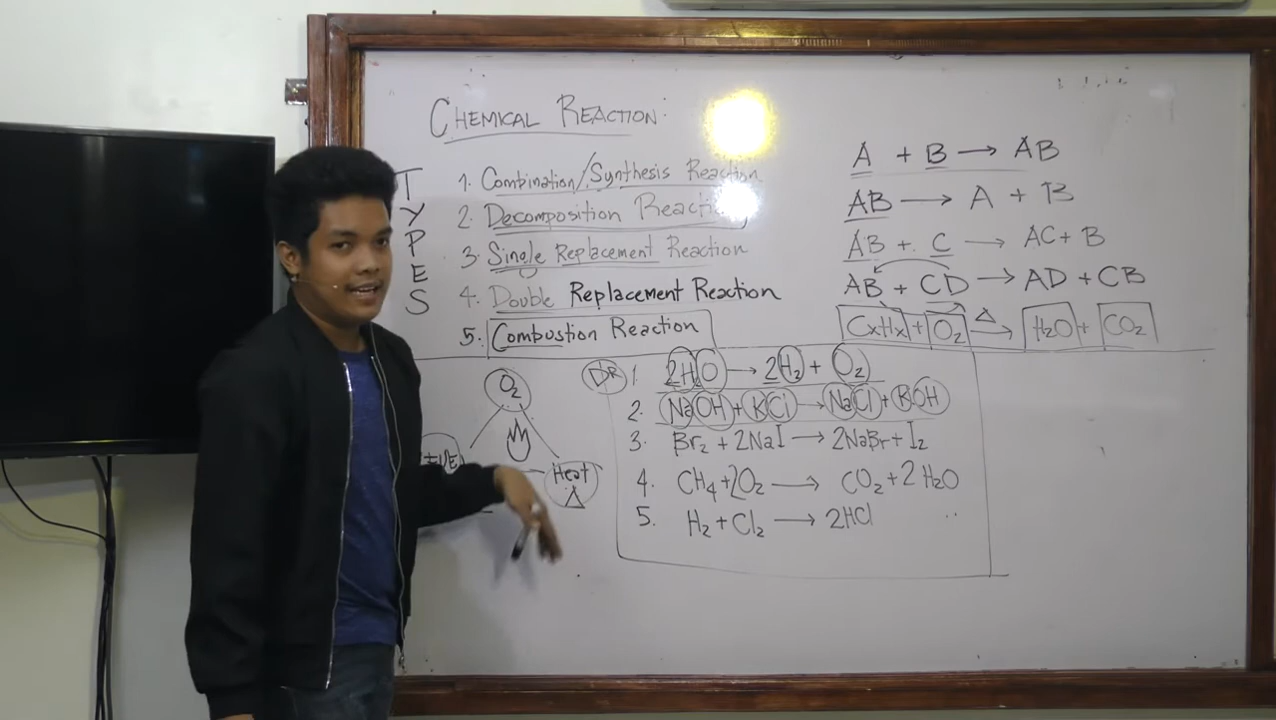 CHEMICAL REACTION:
TYPES
1. Combination/Synthesis Reaction
2. Decomposition Reaction
3. Single Replacement Reaction
4. Double Replacement Reaction
5. Combustion Reaction
A + B → AB
AB → A + B
AB + C → AC + B
AB + CD → AD + CB
CxHx + O₂ Δ→ H₂O + CO₂
O₂
Heat
Δ
DR
1. 2H₂O → 2H₂ + O₂
2. NaOH + KCl → NaCl + KOH
3. Br₂ + 2NaI → 2NaBr + I₂
4. CH₄ + 2O₂ → CO₂ + 2H₂O
5. H₂ + Cl₂ → 2HCl